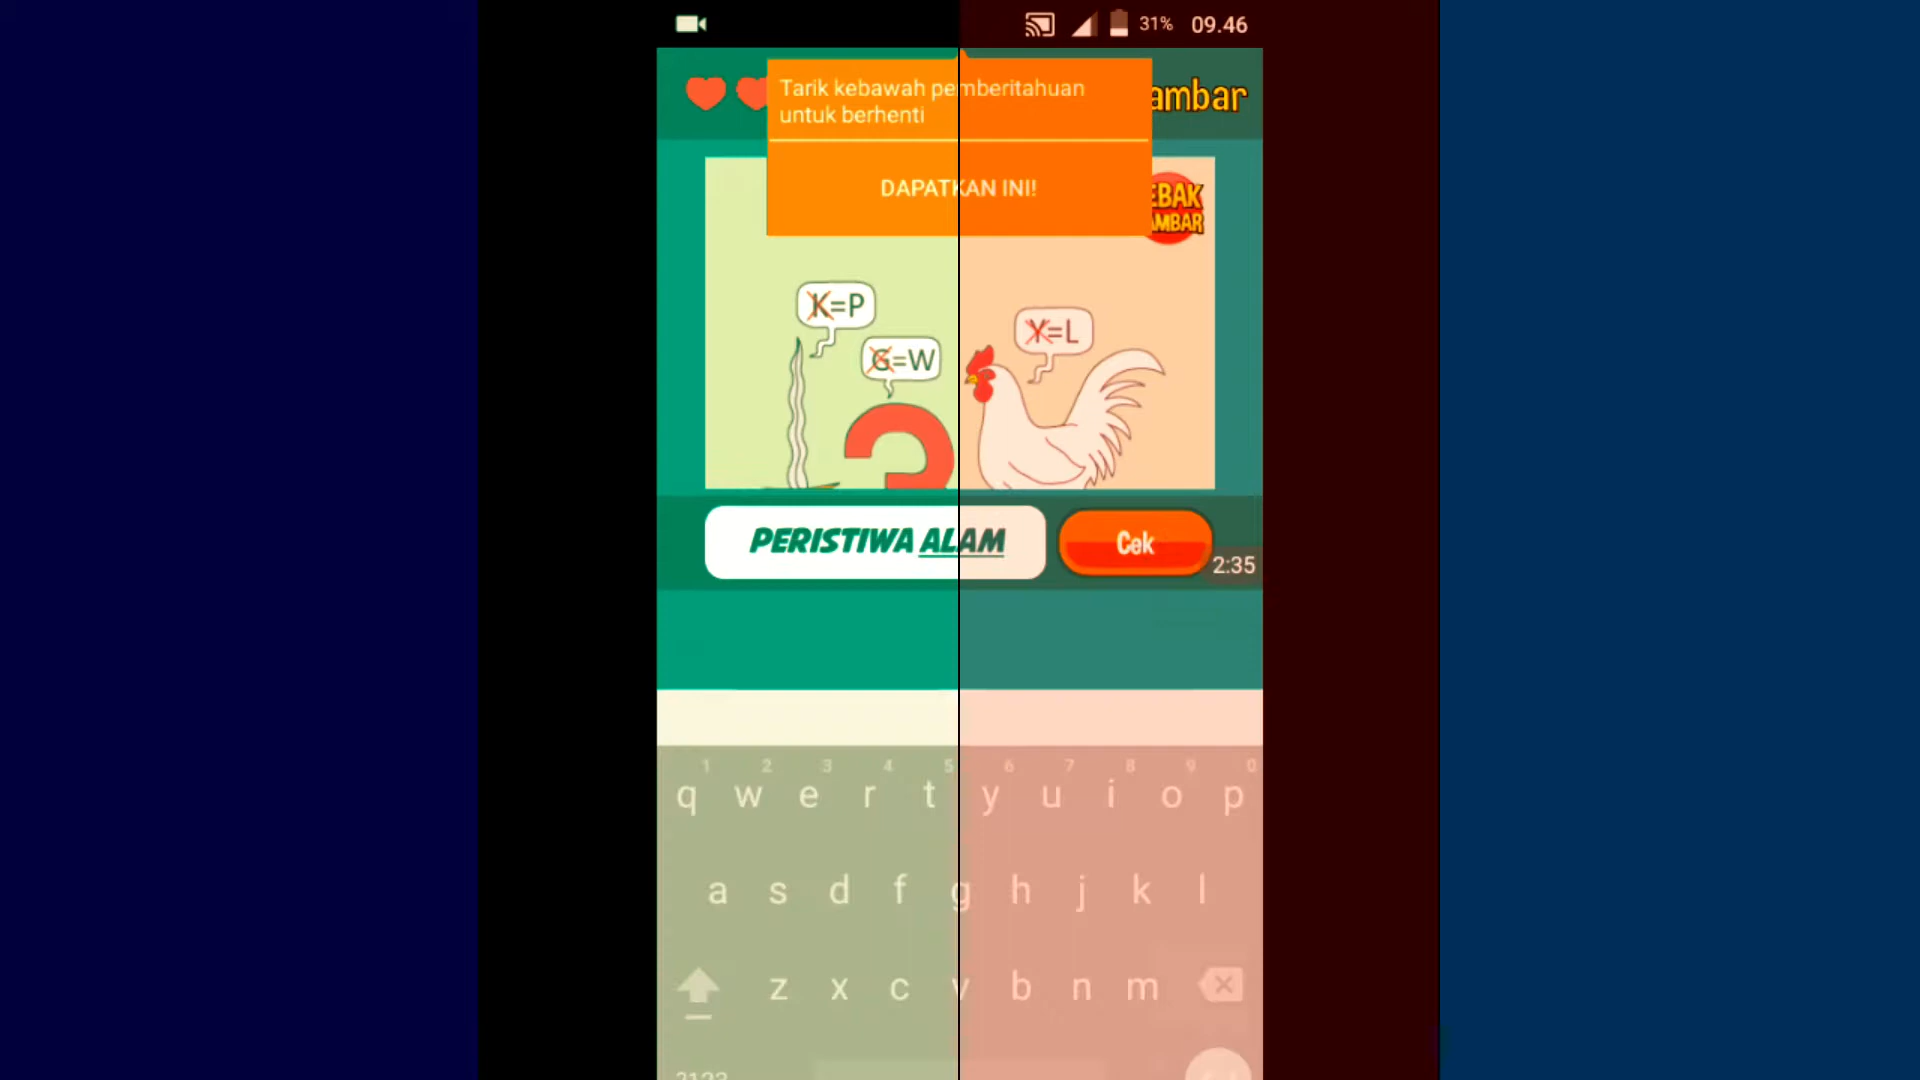 31% 09.46
Tarik kebawah pemberitahuan
untuk berhenti
DAPATKAN INI!
ambar
EBAK
AMBAR
K=P
G=W
Y=L
PERISTIWA ALAM
Cek
2:35
1 2 3 4 5 6 7 8 9 0
q w e r t y u i o p
a s d f g h j k l
z x c v b n m